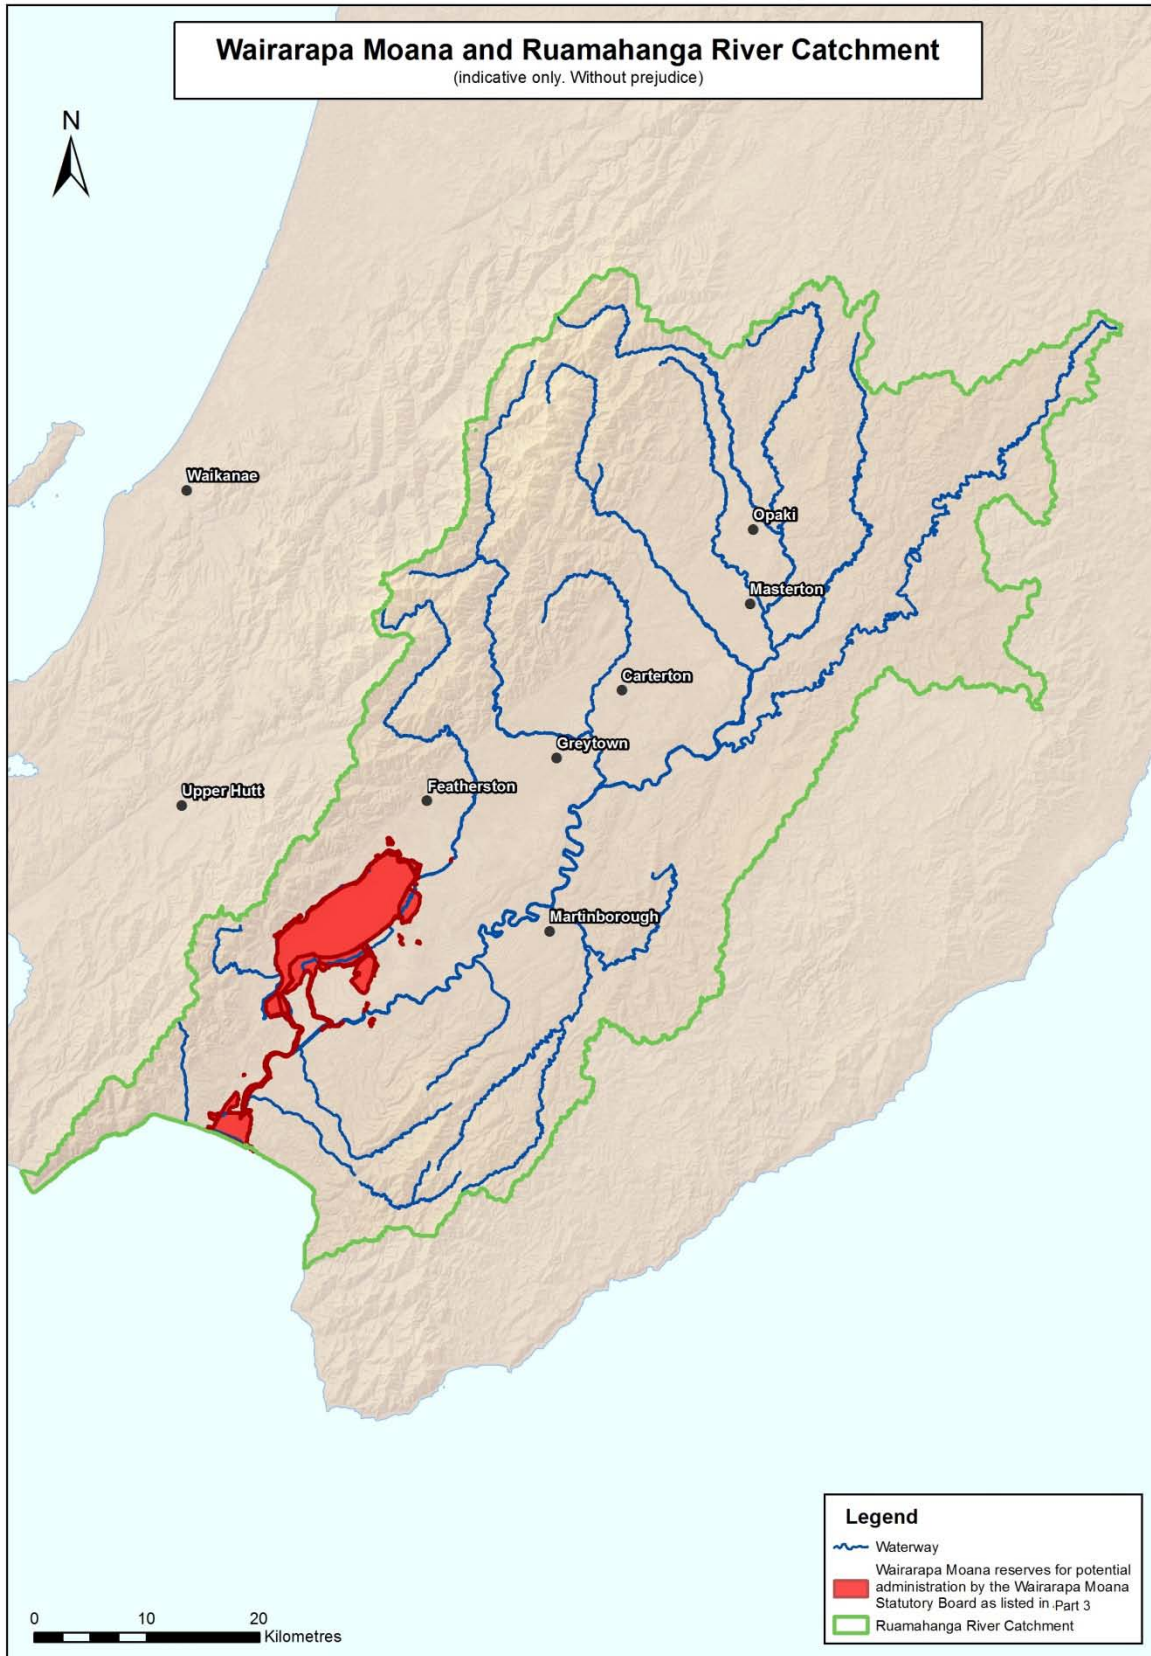 Wairarapa Moana and Ruamahanga River Catchment
(indicative only. Without prejudice)
N
Waikanae
Opaki
Masterton
Carterton
Greytown
Featherston
Upper Hutt
Martinborough
Legend
Waterway
Wairarapa Moana reserves for potential
administration by the Wairarapa Moana
Statutory Board as listed in Part 3
Ruamahanga River Catchment
0 10 20
Kilometres